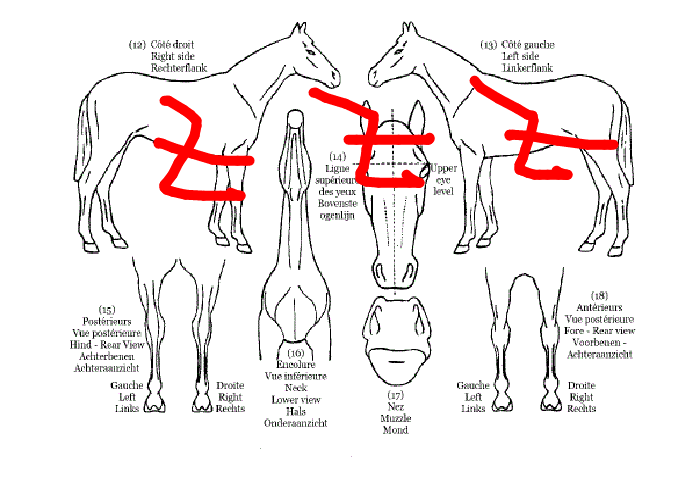 (12) Côté droit
Right side
Rechterflank
(13) Côté gauche
Left side
Linkerflank
(14)
Ligne
supérieure
des yeux
Bovenste
ogenlijn
Upper
eye
level
(15)
Postérieurs
Vue postérieure
Hind - Rear View
Achterbenen
Achteraanzicht
Gauche
Left
Links
Droite
Right
Rechts
(16)
Encolure
Vue inférieure
Neck
Lower view
Hals
Onderaanzicht
(17)
Nez
Muzzle
Mond
(18)
Antérieurs
Vue postérieure
Fore - Rear view
Voorbenen -
Achteraanzicht
Gauche
Left
Links
Droite
Right
Rechts